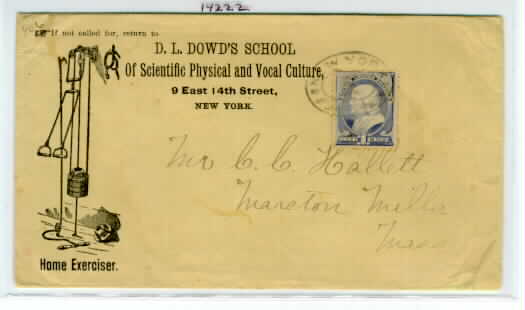 14222
If not called for, return to
D. L. DOWD'S SCHOOL
Of Scientific Physical and Vocal Culture,
9 East 14th Street,
NEW YORK.
Mr C. C. Hallett
Marston Mills
Mass
Home Exerciser.